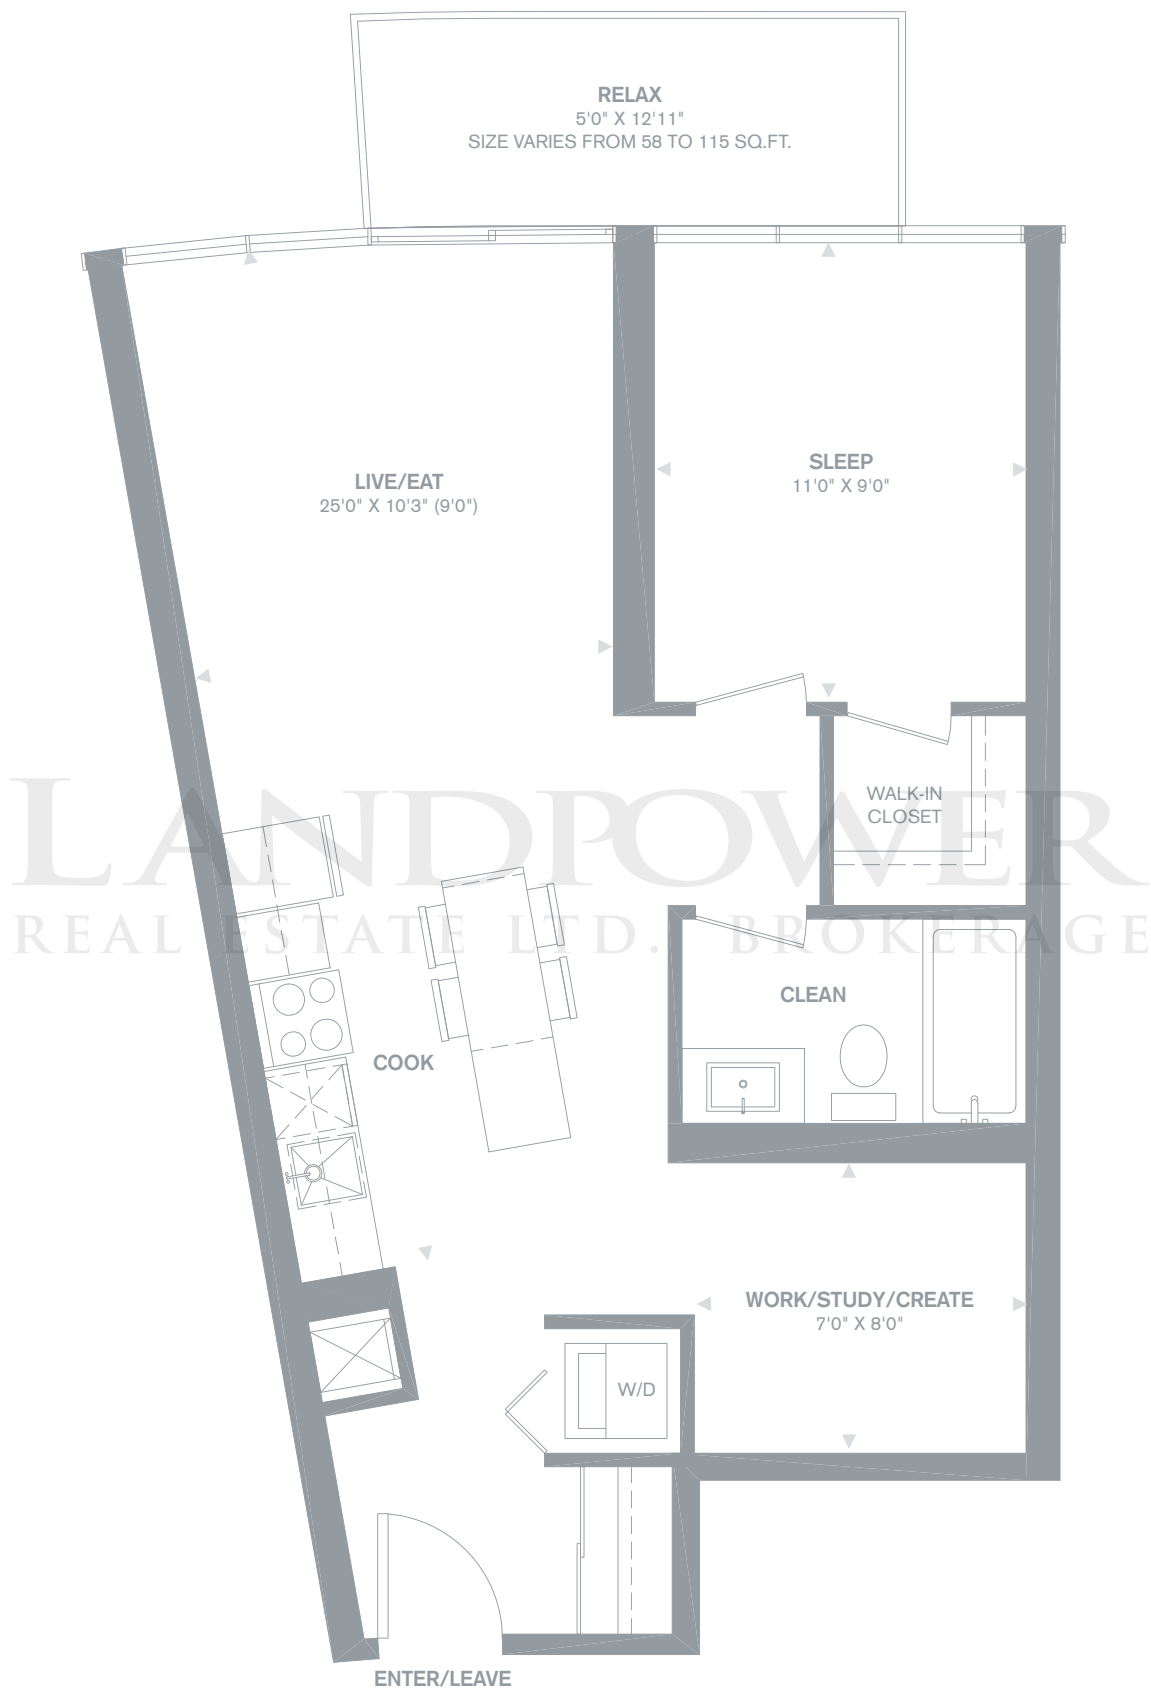 RELAX
5'0" X 12'11"
SIZE VARIES FROM 58 TO 115 SQ.FT.
LIVE/EAT
25'0" X 10'3" (9'0")
SLEEP
11'0" X 9'0"
WALK-IN
CLOSET
LANDPOWER
REAL ESTATE LTD. BROKERAGE
CLEAN
COOK
WORK/STUDY/CREATE
7'0" X 8'0"
W/D
ENTER/LEAVE